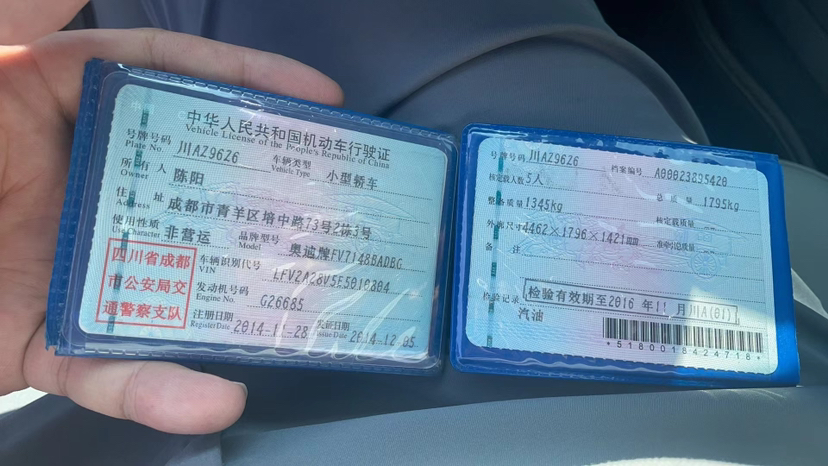 中华人民共和国机动车行驶证
Vehicle License of the People's Republic of China
号牌号码 川AZ9626 车辆类型 小型轿车
Plate No. Vehicle Type
所有人 陈阳
Owner
住址 成都市青羊区培中路73号2栋3号
Address
使用性质 非营运 品牌型号 奥迪牌FV7148BADBG
Use Character Model
四川省成都
市公安局交
通警察支队
车辆识别代号
VIN
发动机号码 G26685
Engine No.
注册日期 2014-11-28 发证日期 2014-12-05
Register Date Issue Date
号牌号码 川AZ9626 档案编号 A00023895420
核定载人数 5人 总质量 1795kg
整备质量 1345kg 核定载质量 --
外廓尺寸 4462×1796×1421mm 准牵引总质量
备注
检验记录 检验有效期至2016 年11 月川A(01)
汽油
*5180018424718*